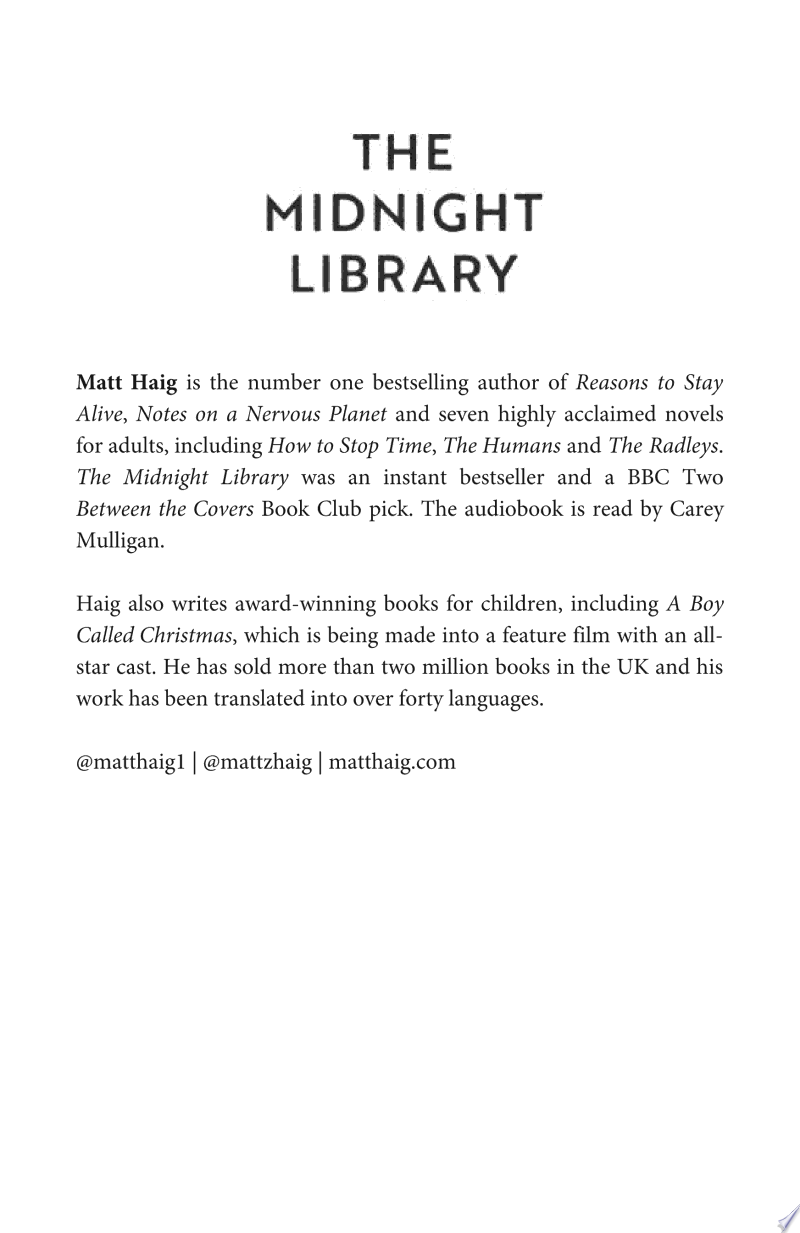 THE
MIDNIGHT
LIBRARY
Matt Haig is the number one bestselling author of Reasons to Stay
Alive, Notes on a Nervous Planet and seven highly acclaimed novels
for adults, including How to Stop Time, The Humans and The Radleys.
The Midnight Library was an instant bestseller and a BBC Two
Between the Covers Book Club pick. The audiobook is read by Carey
Mulligan.
Haig also writes award-winning books for children, including A Boy
Called Christmas, which is being made into a feature film with an all-
star cast. He has sold more than two million books in the UK and his
work has been translated into over forty languages.
@matthaig1 | @mattzhaig | matthaig.com